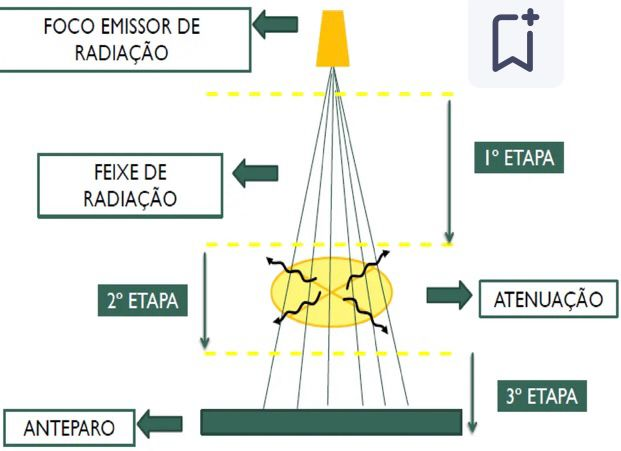 FOCO EMISSOR DE
RADIAÇÃO
1º ETAPA
FEIXE DE
RADIAÇÃO
2º ETAPA
ATENUAÇÃO
3º ETAPA
ANTEPARO